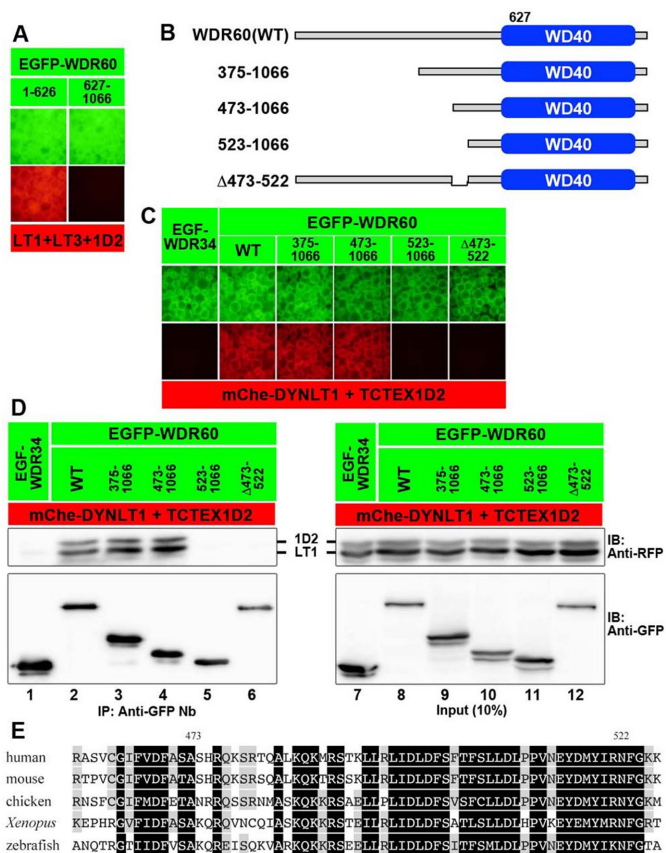 A
EGFP-WDR60
1-626
627-1066
LT1+LT3+1D2
B
627
WDR60(WT)
WD40
375-1066
WD40
473-1066
WD40
523-1066
WD40
Δ473-522
WD40
C
EGF-WDR34
EGFP-WDR60
WT
375-1066
473-1066
523-1066
Δ473-522
mChe-DYNLT1 + TCTEX1D2
D
EGF-WDR34
EGFP-WDR60
WT
375-1066
473-1066
523-1066
Δ473-522
mChe-DYNLT1 + TCTEX1D2
1D2
LT1
1 2 3 4 5 6
IP: Anti-GFP Nb
EGF-WDR34
EGFP-WDR60
WT
375-1066
473-1066
523-1066
Δ473-522
mChe-DYNLT1 + TCTEX1D2
IB: Anti-RFP
IB: Anti-GFP
7 8 9 10 11 12
Input (10%)
E
473 522
human RASVCGIFVDFASASHRQKSRTQALKQKMRSTKLLRLIDLDFSFTFSLLDLPPVNEYDMYIRNFGKK
mouse RTPVCGIFVDFATASHRQKSRSQALKQKTRSTKLLRLIDLDFSFTFSLLDLPPVNEYDMYIRNFGKK
chicken RNSFCGIFMDFETANRRQSSRNMASKQKKRSAELLPLIDLDFSVSFCLLDLPPVNEYDMYIRNYGRM
Xenopus KEPHRGVFIDFASAKQRQVNCQIASKQKKRTEELLRLIDLDFSATLSLLDLHPVKEYEMYMRNYGRT
zebrafish ANQTRGTIIDFVSAKQREISQKVARKQKKRSEELLRLIDLDFSFTFSLLDLPPVNEYDMYIKNFGTA